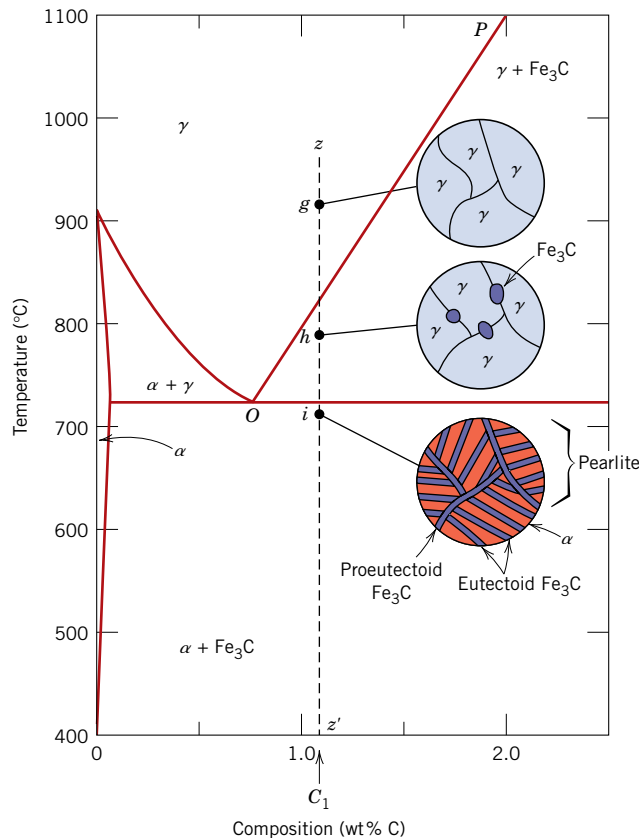 1100
P
γ + Fe₃C
1000
γ
z
γ
γ
γ
g
γ
900
Fe₃C
γ
800
h
γ
γ
γ
α + γ
O
i
700
α
Pearlite
600
α
Proeutectoid
Fe₃C
Eutectoid Fe₃C
500
α + Fe₃C
z′
400
0
1.0
2.0
C₁
Composition (wt% C)
Temperature (°C)